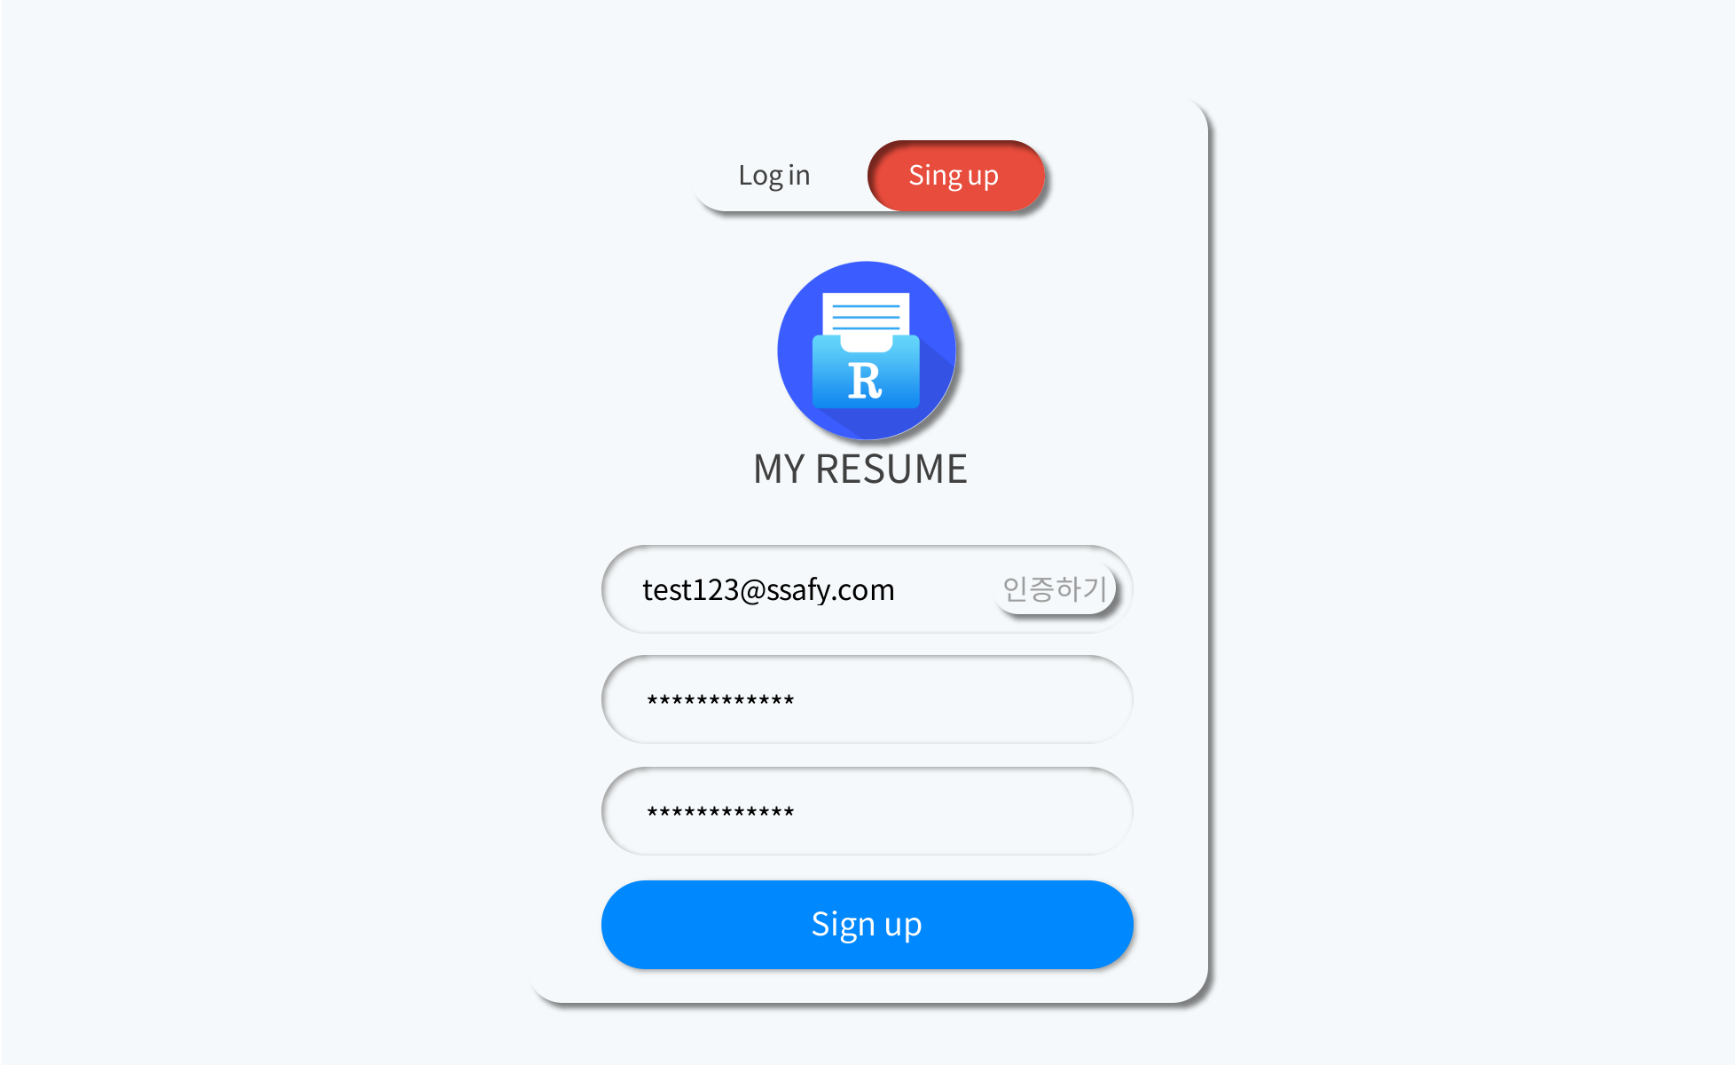 Log in
Sing up
R
MY RESUME
test123@ssafy.com
인증하기
************
************
Sign up